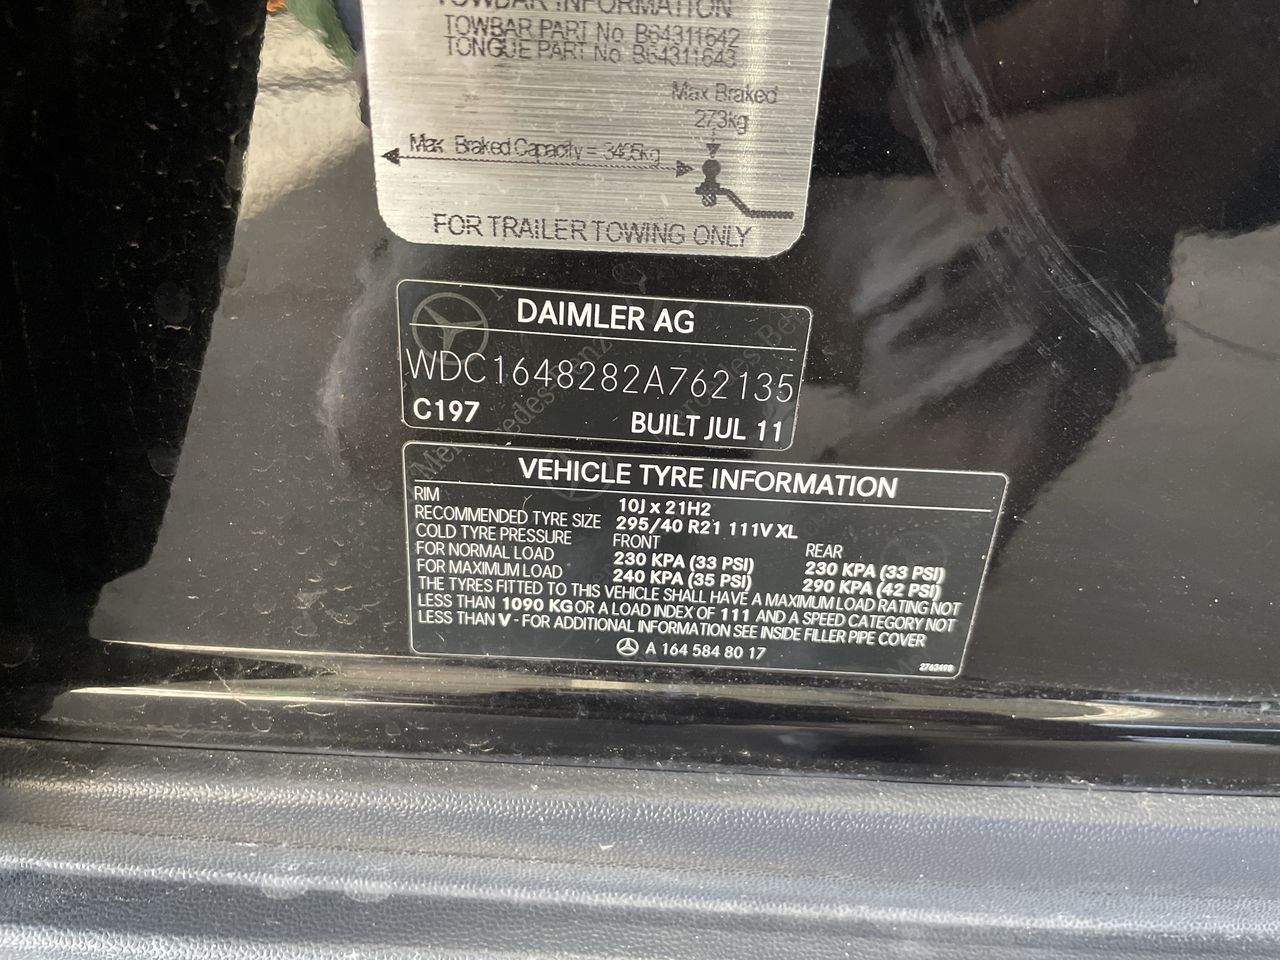 TOWBAR INFORMATION
TOWBAR PART No. B64311642
TONGUE PART No. B64311643
Max Braked
273kg
Max. Braked Capacity = 3405kg
FOR TRAILER TOWING ONLY
DAIMLER AG
WDC1648282A762135
C197 BUILT JUL 11
Mercedes-Benz
Mercedes Benz
VEHICLE TYRE INFORMATION
RIM 10J x 21H2
RECOMMENDED TYRE SIZE 295/40 R21 111V XL
COLD TYRE PRESSURE FRONT REAR
FOR NORMAL LOAD 230 KPA (33 PSI) 230 KPA (33 PSI)
FOR MAXIMUM LOAD 240 KPA (35 PSI) 290 KPA (42 PSI)
THE TYRES FITTED TO THIS VEHICLE SHALL HAVE A MAXIMUM LOAD RATING NOT
LESS THAN 1090 KG OR A LOAD INDEX OF 111 AND A SPEED CATEGORY NOT
LESS THAN V - FOR ADDITIONAL INFORMATION SEE INSIDE FILLER PIPE COVER
A 164 584 80 17
2763498